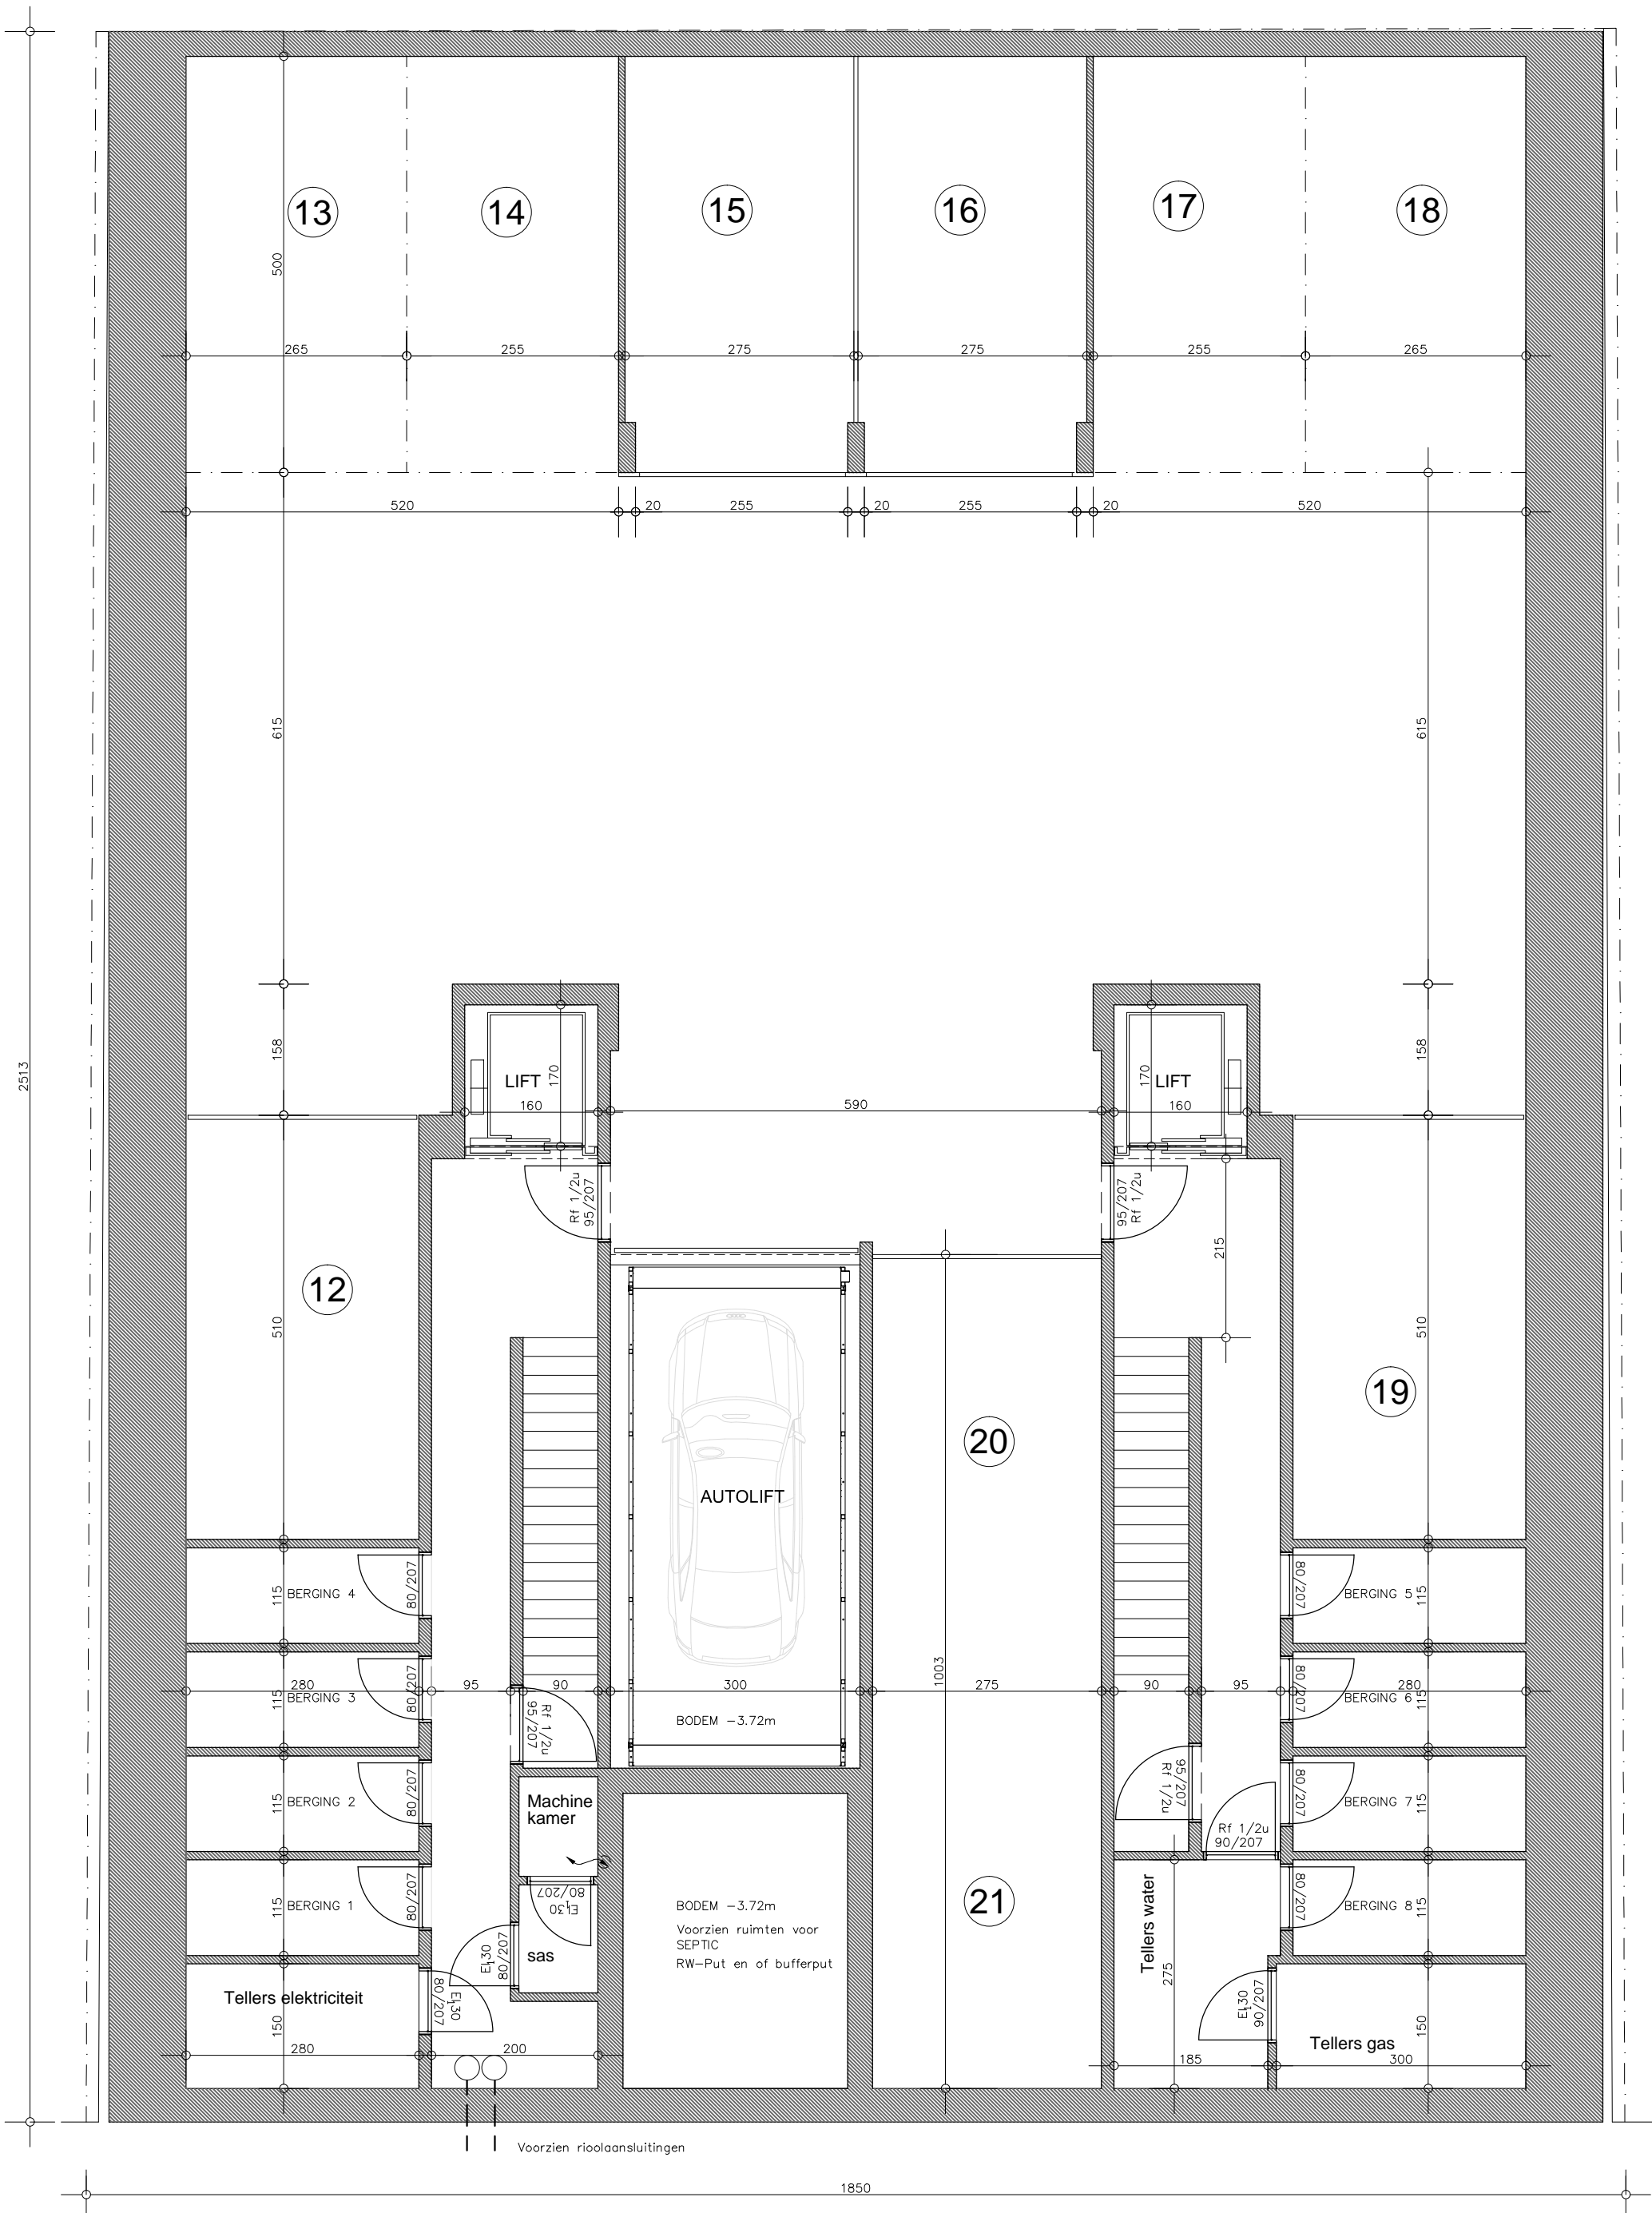 13
14
15
16
17
18
500
265
255
275
275
255
265
520
20
255
20
255
20
520
615
615
2513
158
158
LIFT
170
160
590
LIFT
170
160
Rf 1/2u
95/207
95/207
Rf 1/2u
215
12
510
510
19
20
AUTOLIFT
1003
115
BERGING 4
80/207
80/207
BERGING 5
115
280
115
BERGING 3
80/207
95
90
300
275
90
95
80/207
BERGING 6
115
280
Rf 1/2u
95/207
BODEM -3.72m
115
BERGING 2
80/207
95/207
Rf 1/2u
80/207
BERGING 7
115
Machine
kamer
Rf 1/2u
90/207
115
BERGING 1
80/207
EI 30
80/207
BODEM -3.72m
Voorzien ruimten voor
SEPTIC
RW-Put en of bufferput
21
Tellers water
275
80/207
BERGING 8
115
sas
EI 30
80/207
Tellers elektriciteit
150
EI 30
80/207
EI 30
90/207
Tellers gas
150
280
200
185
300
Voorzien rioolaansluitingen
1850